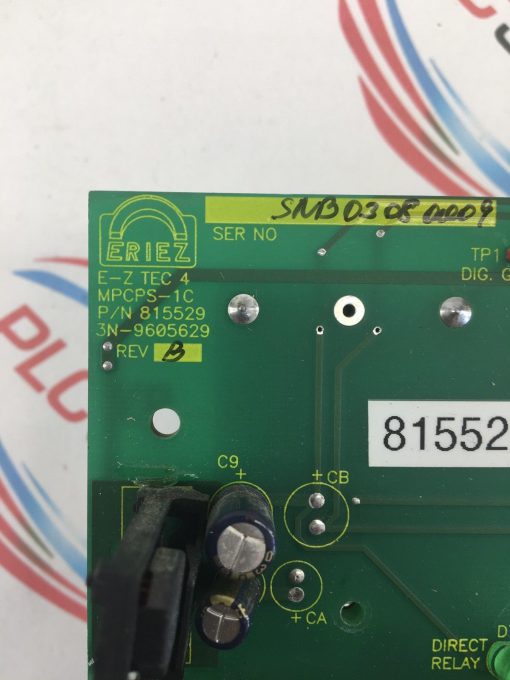 SMB03080009
SER NO
ERIEZ
TP1
DIG. G
E-Z TEC 4
MPCPS-1C
P/N 815529
3N-9605629
REV B
81552
C9
+
+ CB
+ CA
DIRECT
RELAY
PLC